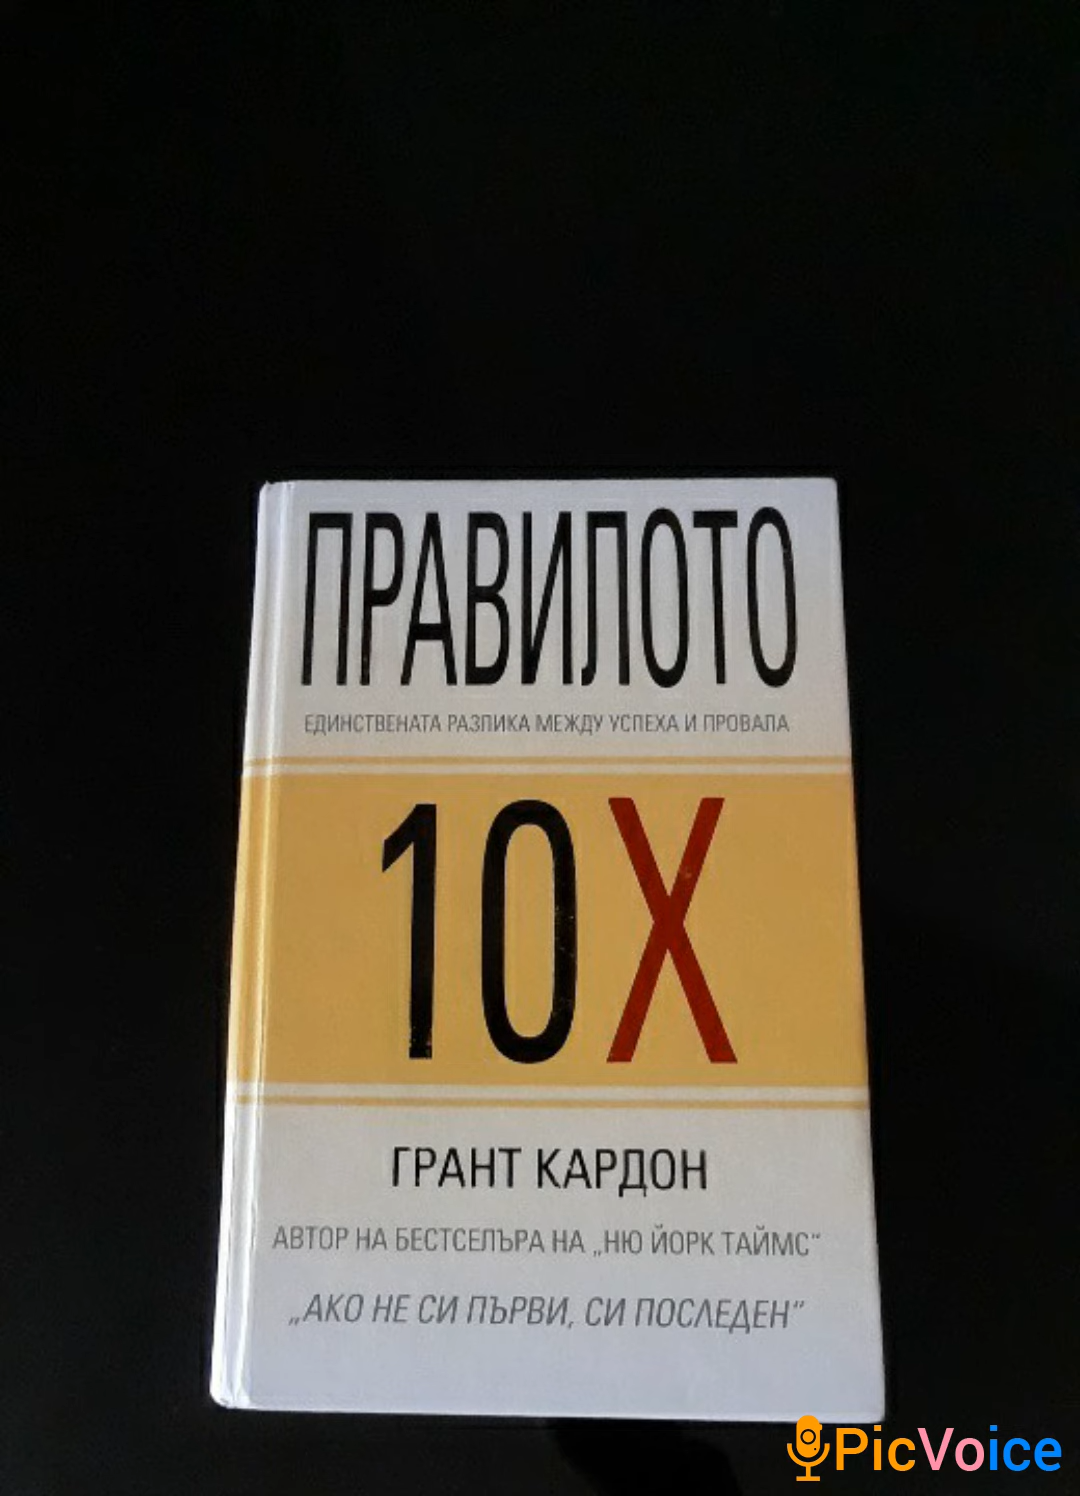 ПРАВИЛОТО
ЕДИНСТВЕНАТА РАЗЛИКА МЕЖДУ УСПЕХА И ПРОВАЛА
10X
ГРАНТ КАРДОН
АВТОР НА БЕСТСЕЛЪРА НА „НЮ ЙОРК ТАЙМС“
„АКО НЕ СИ ПЪРВИ, СИ ПОСЛЕДЕН“
PicVoice